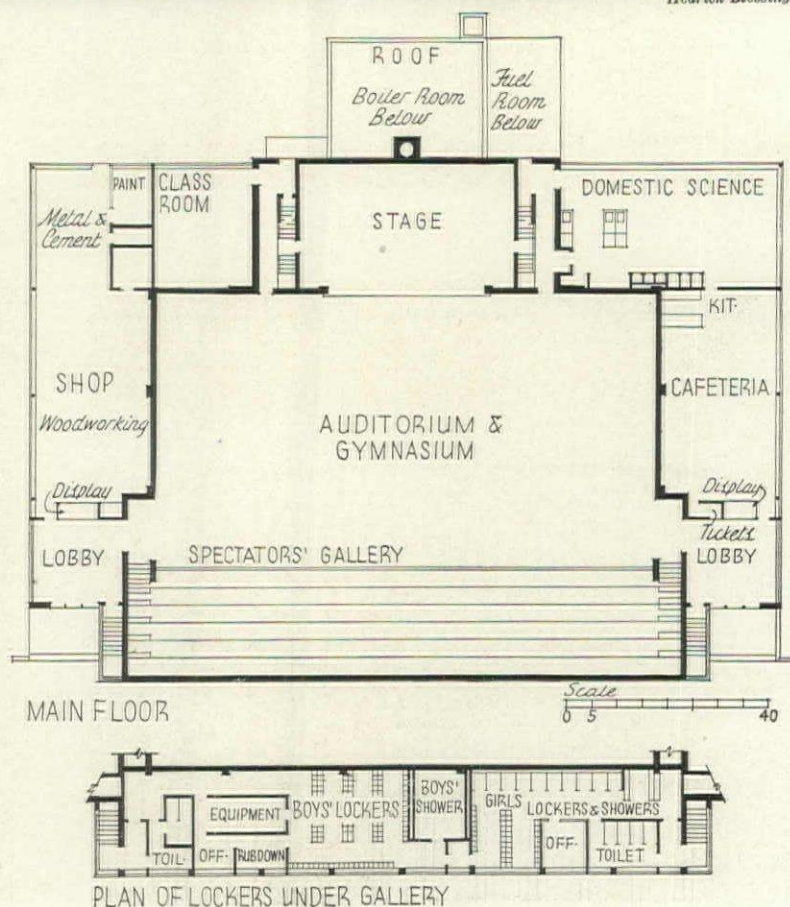 ROOF
Boiler Room
Below
Fuel
Room
Below
PAINT
CLASS
ROOM
Metal &
Cement
STAGE
DOMESTIC SCIENCE
KIT.
SHOP
Woodworking
AUDITORIUM &
GYMNASIUM
CAFETERIA
Display
Display
Tickets
LOBBY
SPECTATORS' GALLERY
LOBBY
MAIN FLOOR
Scale
0 5 40
EQUIPMENT
BOYS' LOCKERS
BOYS'
SHOWER
GIRLS
LOCKERS & SHOWERS
TOIL.
OFF.
RUBDOWN
OFF.
TOILET
PLAN OF LOCKERS UNDER GALLERY